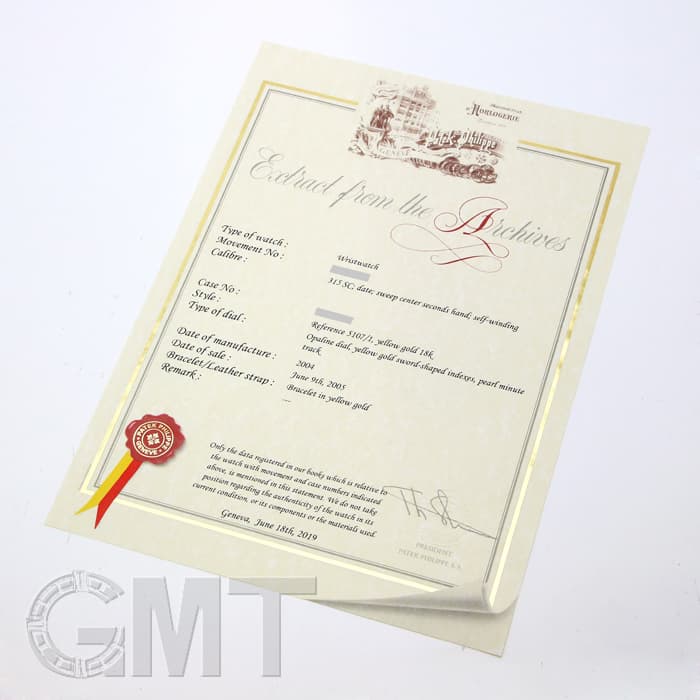 HORLOGERIE
Patek Philippe
GENEVE
Extract from the Archives
Type of watch : Wristwatch
Movement No :
Calibre : 315 SC; date; sweep center seconds hand; self-winding
Case No :
Style : Reference 5107/1, yellow gold 18k
Type of dial : Opaline dial, yellow gold sword-shaped indexes, pearl minute
track
Date of manufacture : 2004
Date of sale : June 9th, 2005
Bracelet/Leather strap : Bracelet in yellow gold
Remark : ---
PATEK PHILIPPE
GENEVE
Only the data registered in our books which is relative to
the watch with movement and case numbers indicated
above, is mentioned in this statement. We do not take
position regarding the authenticity of the watch in its
current condition, or its components or the materials used.
Geneva, June 18th, 2019
PRESIDENT
PATEK PHILIPPE S.A.
GMT